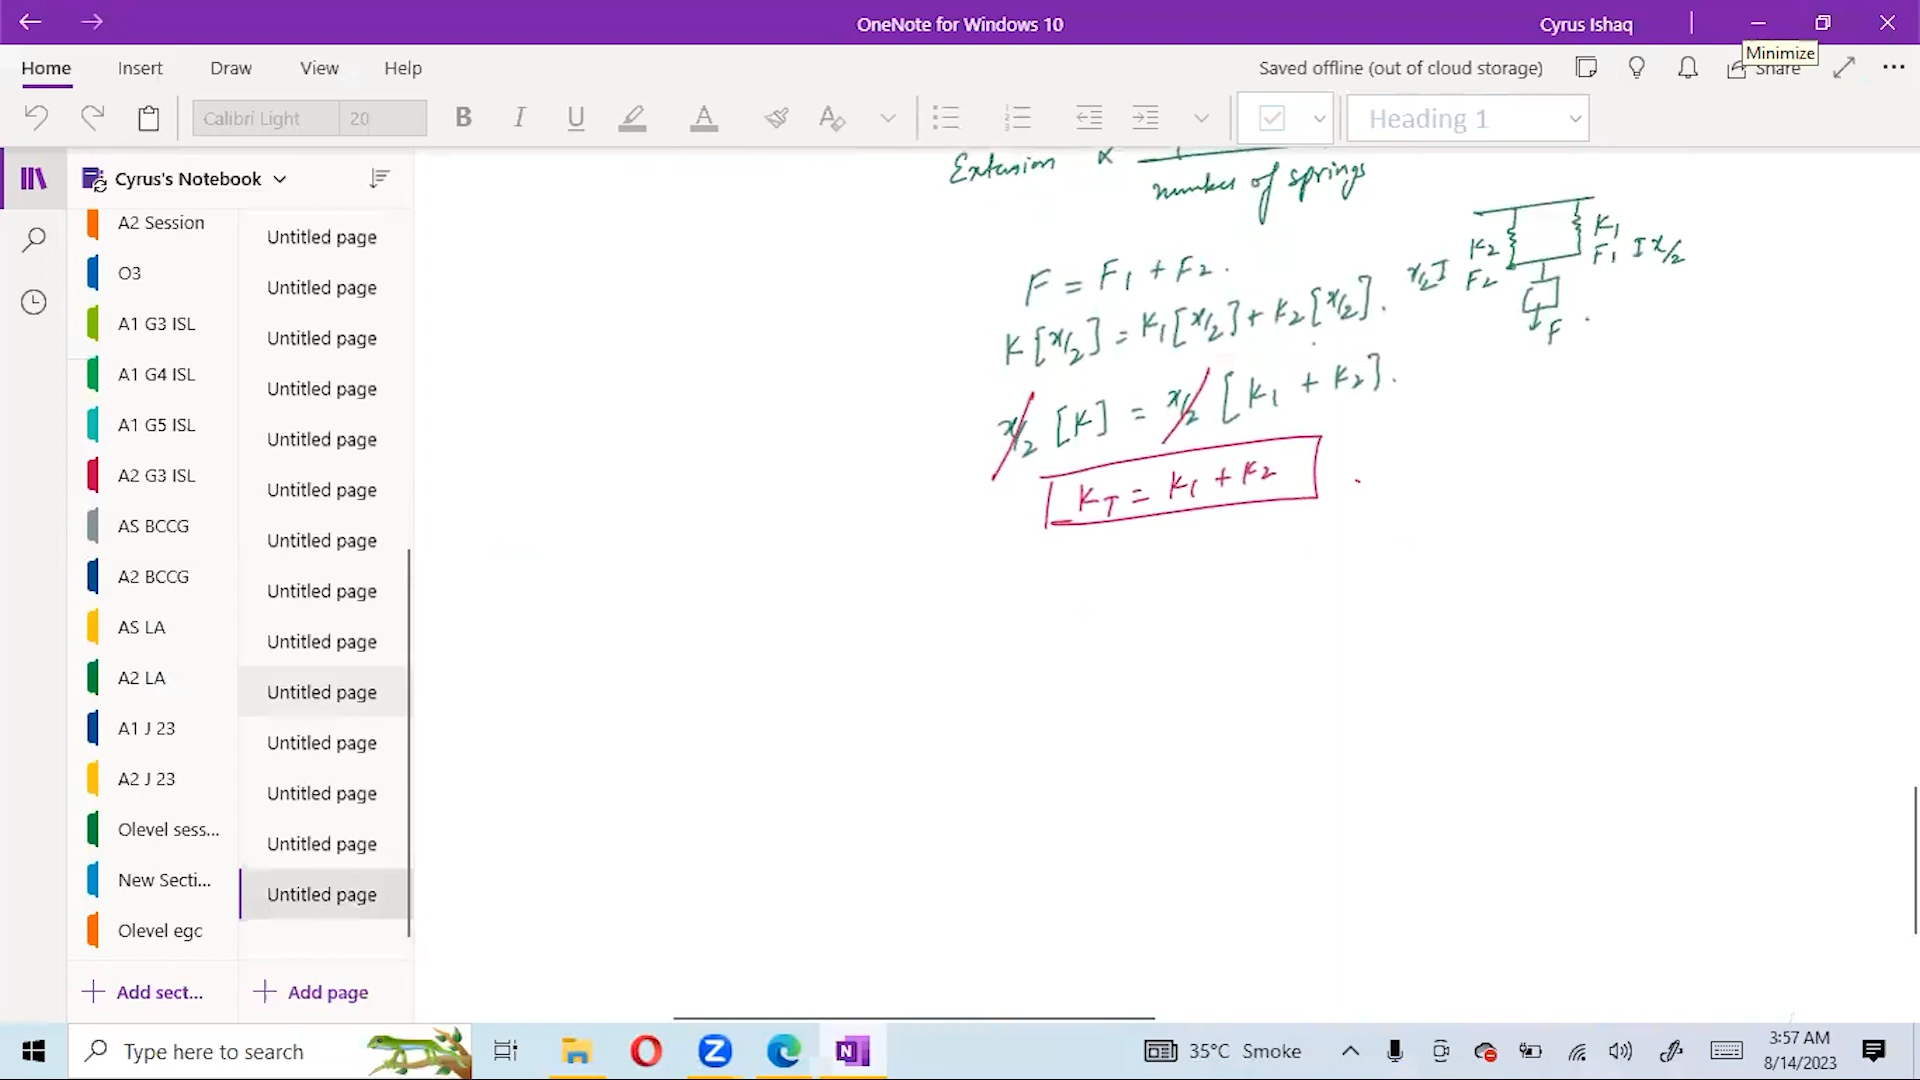 OneNote for Windows 10
Cyrus Ishaq
Minimize
Home Insert Draw View Help
Saved offline (out of cloud storage)
Share
Calibri Light 20
B I U A A
Heading 1
Cyrus's Notebook
A2 Session
O3
A1 G3 ISL
A1 G4 ISL
A1 G5 ISL
A2 G3 ISL
AS BCCG
A2 BCCG
AS LA
A2 LA
A1 J 23
A2 J 23
Olevel sess...
New Secti...
Olevel egc
Add sect...
Untitled page
Untitled page
Untitled page
Untitled page
Untitled page
Untitled page
Untitled page
Untitled page
Untitled page
Untitled page
Untitled page
Untitled page
Untitled page
Untitled page
Add page
Extension ∝
number of springs
F = F1 + F2.
K[x/2] = K1[x/2] + K2[x/2].
x/2 [K] = x/2 [K1 + K2].
KT = K1 + K2
K2
F2
x/2
K1
F1
x/2
F
Type here to search
35°C Smoke
3:57 AM
8/14/2023